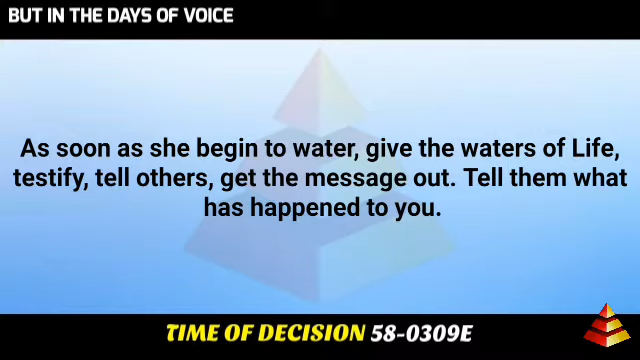 BUT IN THE DAYS OF VOICE
As soon as she begin to water, give the waters of Life,
testify, tell others, get the message out. Tell them what
has happened to you.
TIME OF DECISION 58-0309E